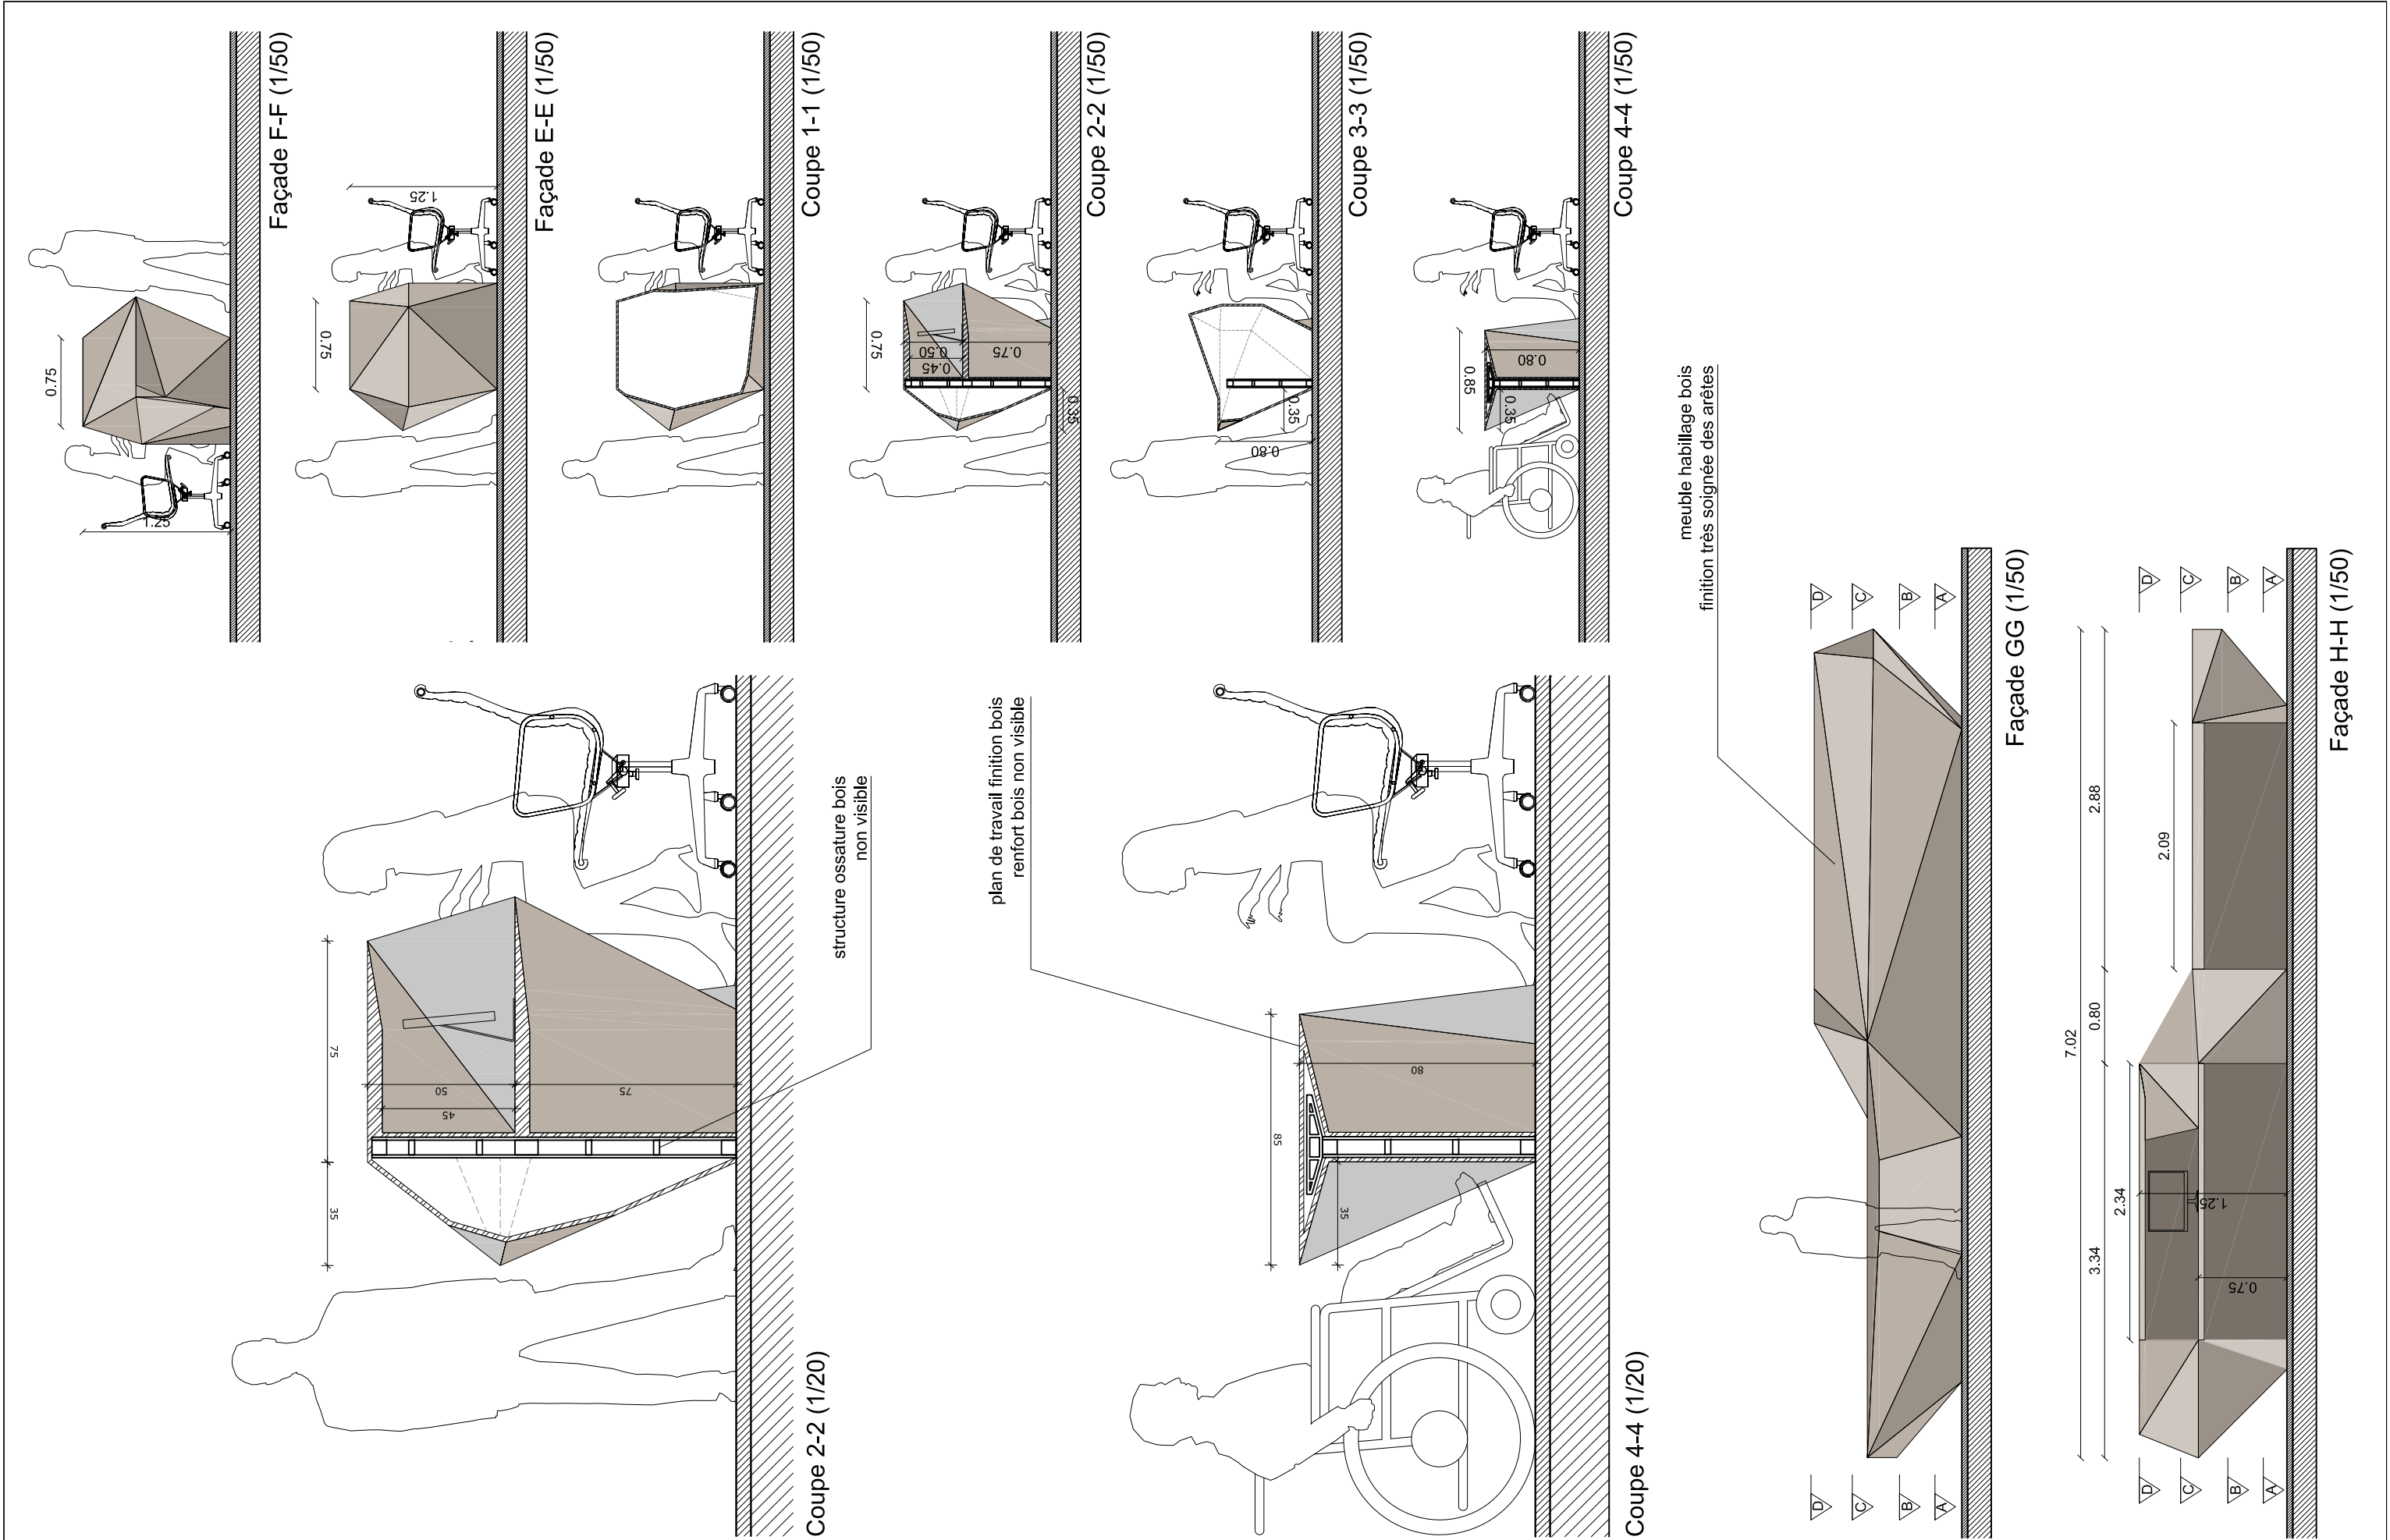 0.75
1.25
Façade F-F (1/50)
0.75
1.25
Façade E-E (1/50)
Coupe 1-1 (1/50)
0.75
0.50
0.45
0.75
0.35
Coupe 2-2 (1/50)
0.35
0.80
Coupe 3-3 (1/50)
0.85
0.80
0.35
Coupe 4-4 (1/50)
75
35
50
45
75
structure ossature bois
non visible
Coupe 2-2 (1/20)
plan de travail finition bois
renfort bois non visible
85
80
35
Coupe 4-4 (1/20)
meuble habillage bois
finition très soignée des arêtes
D
C
B
A
D
C
B
A
Façade GG (1/50)
7.02
3.34
0.80
2.88
2.34
2.09
1.25
0.75
D
C
B
A
D
C
B
A
Façade H-H (1/50)